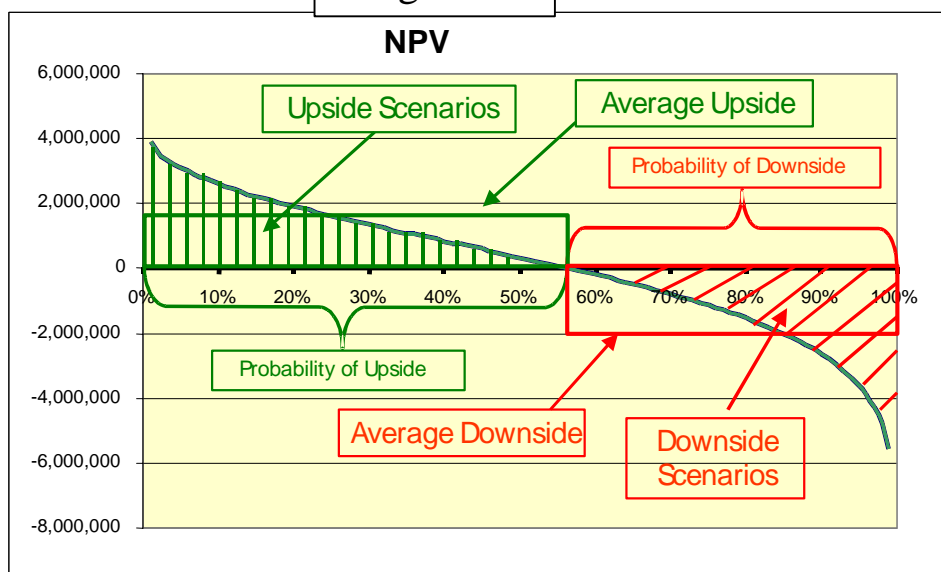 NPV
6,000,000
4,000,000
2,000,000
0
-2,000,000
-4,000,000
-6,000,000
-8,000,000
Upside Scenarios
Average Upside
Probability of Downside
0% 10% 20% 30% 40% 50% 60% 70% 80% 90% 100%
Probability of Upside
Average Downside
Downside
Scenarios